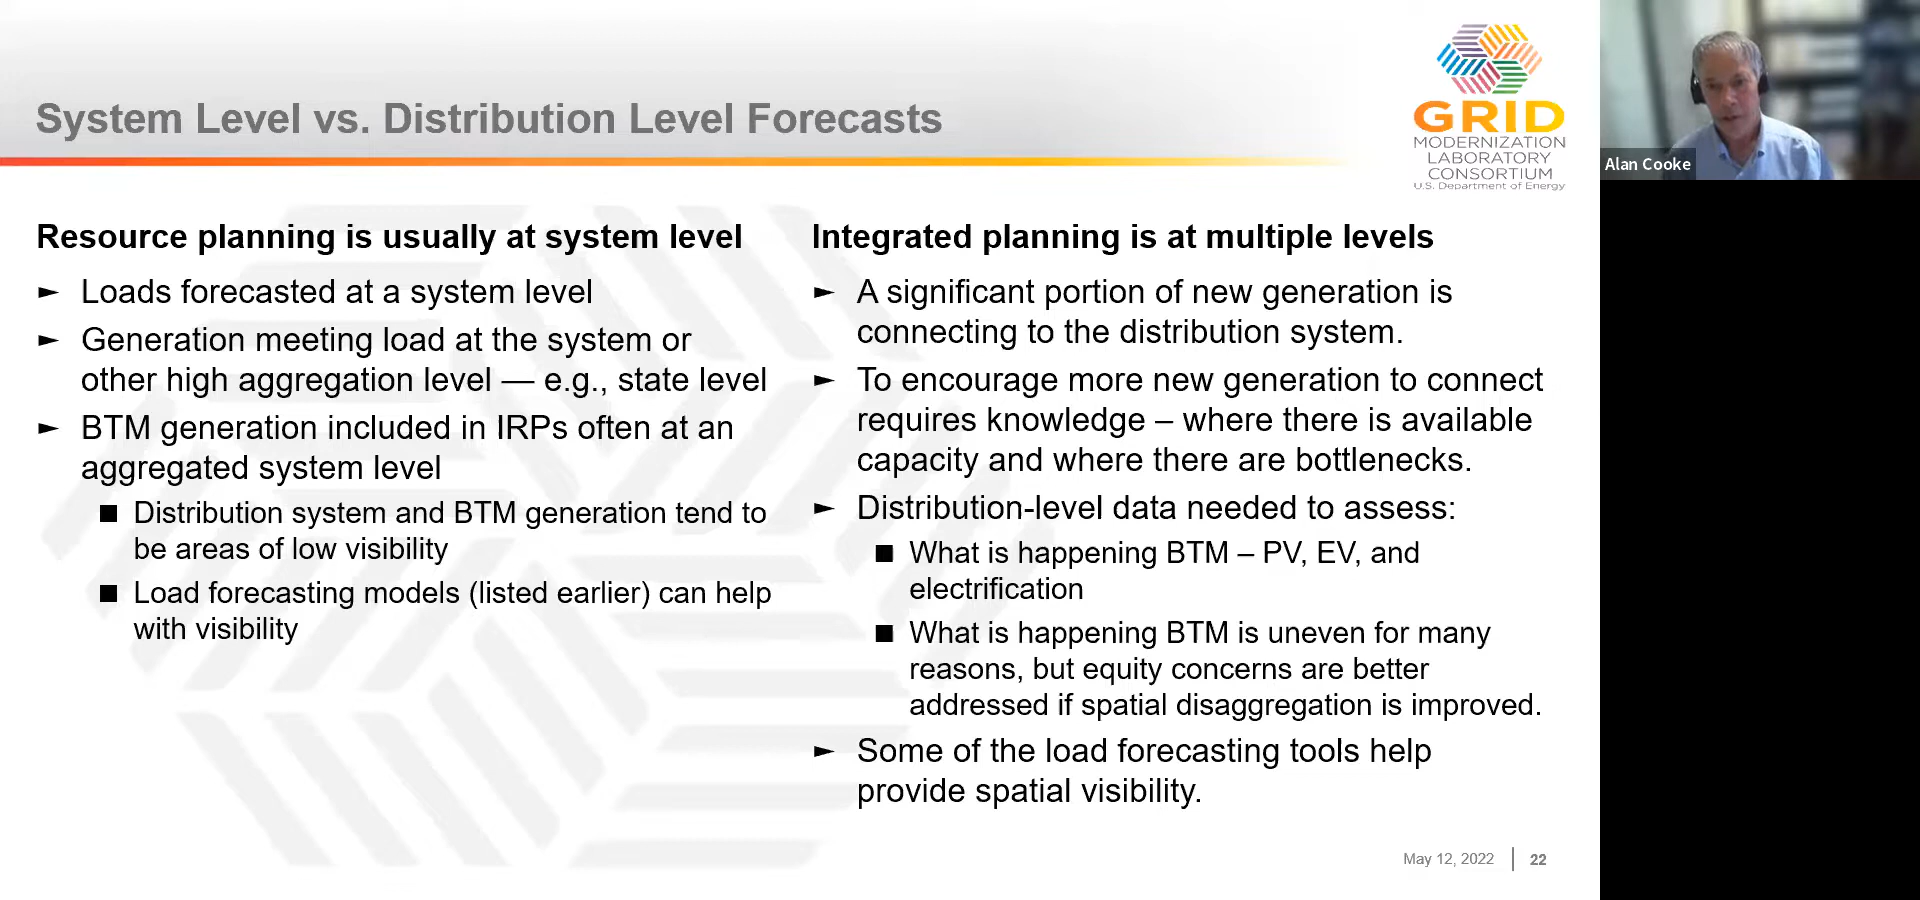 System Level vs. Distribution Level Forecasts
GRID
MODERNIZATION
LABORATORY
CONSORTIUM
U.S. Department of Energy
Alan Cooke
Resource planning is usually at system level
► Loads forecasted at a system level
► Generation meeting load at the system or
other high aggregation level — e.g., state level
► BTM generation included in IRPs often at an
aggregated system level
■ Distribution system and BTM generation tend to
be areas of low visibility
■ Load forecasting models (listed earlier) can help
with visibility
Integrated planning is at multiple levels
► A significant portion of new generation is
connecting to the distribution system.
► To encourage more new generation to connect
requires knowledge – where there is available
capacity and where there are bottlenecks.
► Distribution-level data needed to assess:
■ What is happening BTM – PV, EV, and
electrification
■ What is happening BTM is uneven for many
reasons, but equity concerns are better
addressed if spatial disaggregation is improved.
► Some of the load forecasting tools help
provide spatial visibility.
May 12, 2022 | 22